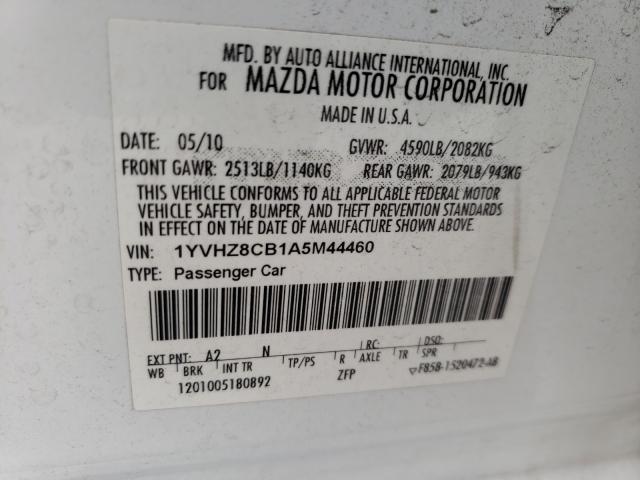 MFD. BY AUTO ALLIANCE INTERNATIONAL, INC.
FOR MAZDA MOTOR CORPORATION
MADE IN U.S.A.
DATE: 05/10 GVWR: 4590LB/2082KG
FRONT GAWR: 2513LB/1140KG REAR GAWR: 2079LB/943KG
THIS VEHICLE CONFORMS TO ALL APPLICABLE FEDERAL MOTOR
VEHICLE SAFETY, BUMPER, AND THEFT PREVENTION STANDARDS
IN EFFECT ON THE DATE OF MANUFACTURE SHOWN ABOVE.
VIN: 1YVHZ8CB1A5M44460
TYPE: Passenger Car
EXT PNT: A2 N RC: DSO:
WB BRK INT TR TP/PS R AXLE TR SPR
1201005180892 ZFP F85B-1520472-AB